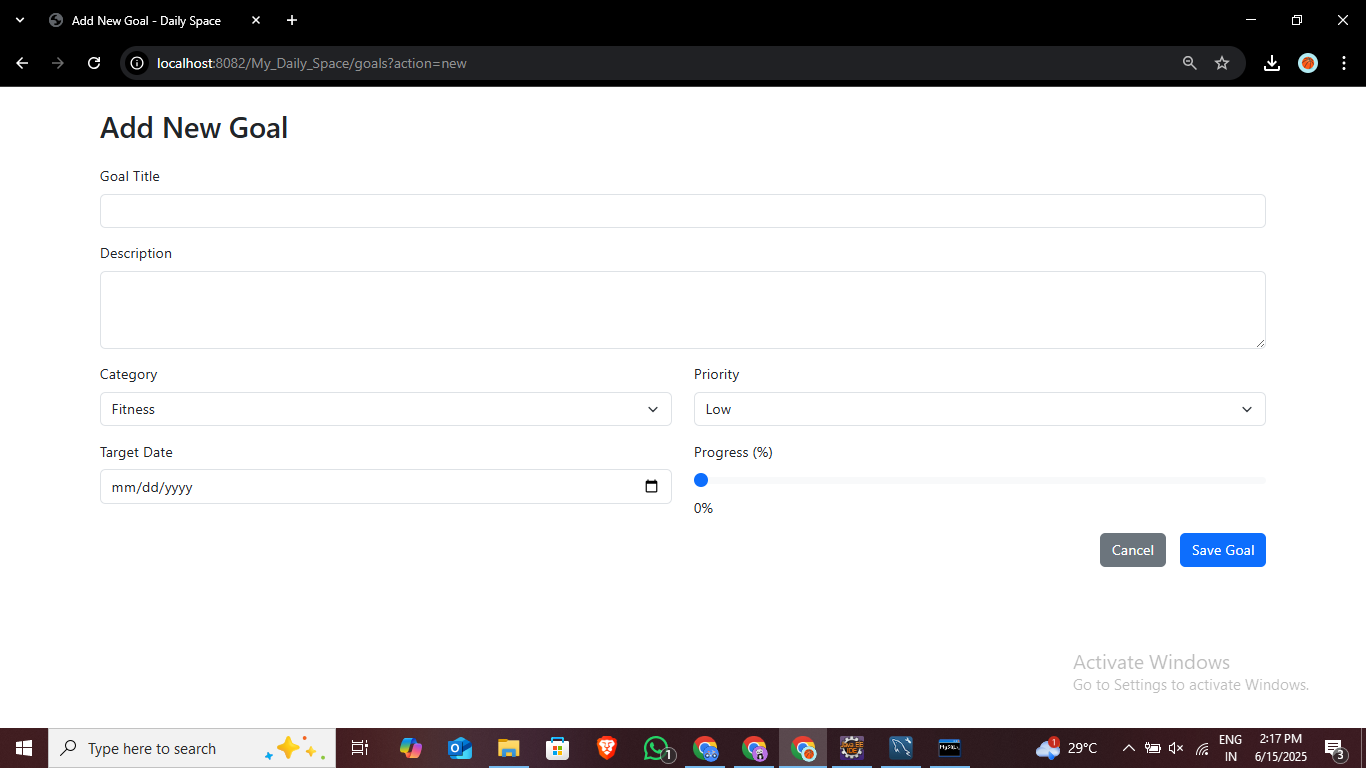 Add New Goal - Daily Space
localhost:8082/My_Daily_Space/goals?action=new
Add New Goal
Goal Title
Description
Category
Priority
Fitness
Low
Target Date
Progress (%)
mm/dd/yyyy
0%
Cancel
Save Goal
Activate Windows
Go to Settings to activate Windows.
Type here to search
1
1
29°C
ENG
IN
2:17 PM
6/15/2025
3